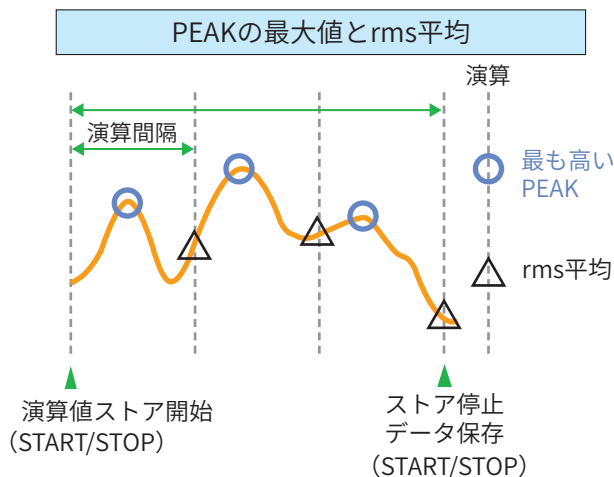 PEAKの最大値とrms平均
演算
演算間隔
最も高い
PEAK
rms平均
演算値ストア開始
（START/STOP）
ストア停止
データ保存
（START/STOP）